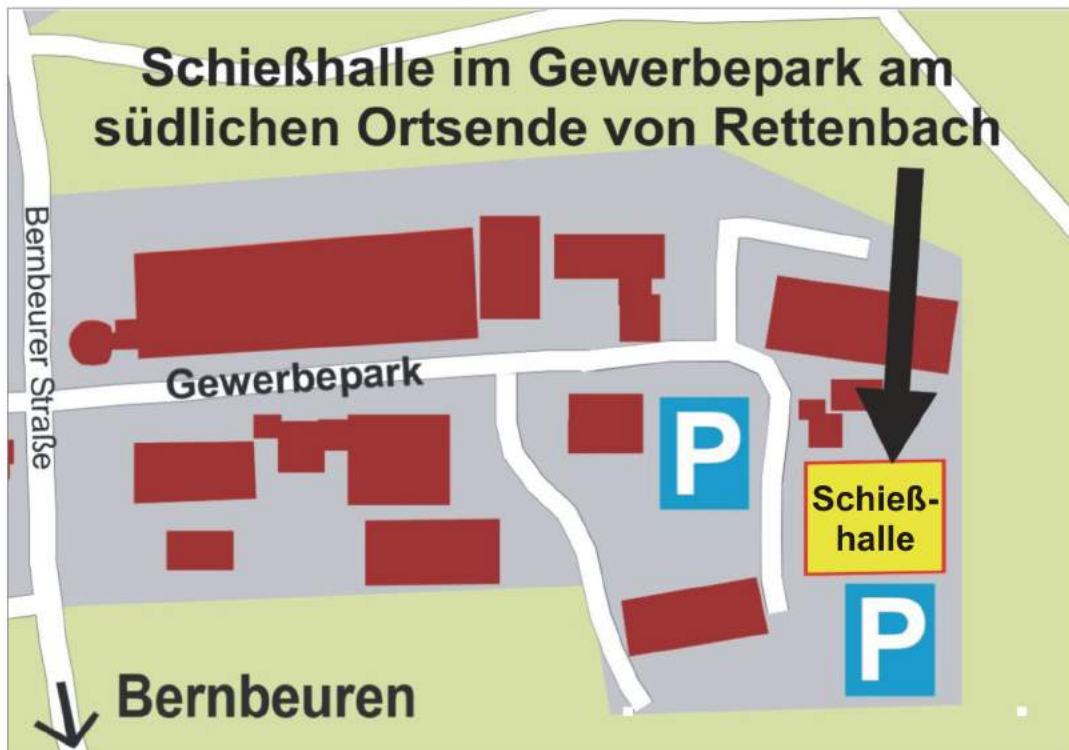 Schießhalle im Gewerbepark am
südlichen Ortsende von Rettenbach
Bernbeurer Straße
Gewerbepark
P
Schieß-
halle
P
Bernbeuren